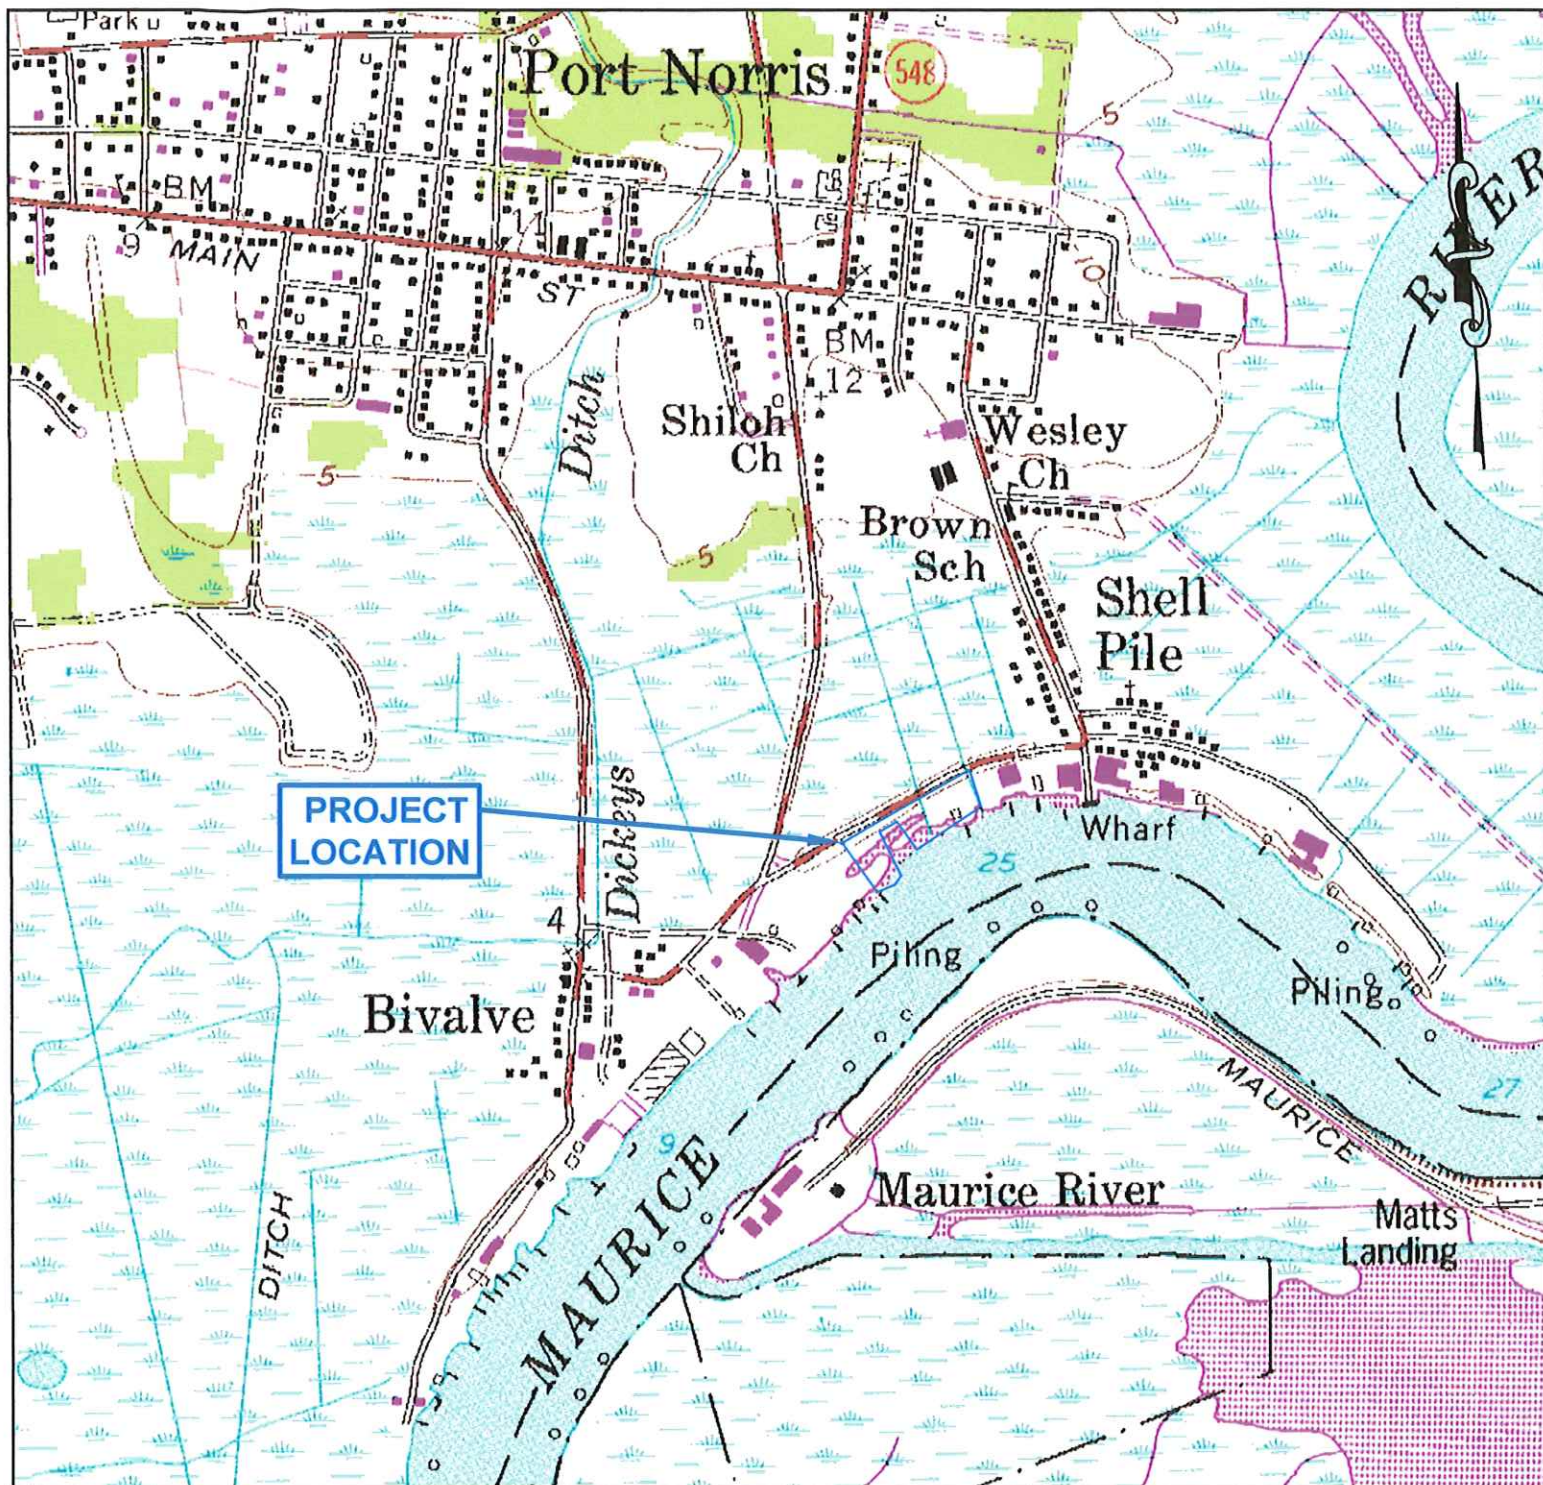 Park
Port Norris
548
5
RIVER
BM
9
MAIN
11
ST
10
BM
12
Ditch
Shiloh
Ch
Wesley
Ch
5
5
Brown
Sch
Shell
Pile
PROJECT
LOCATION
Dickeys
Wharf
25
4
Piling
Piling
Bivalve
27
MAURICE
9
MAURICE
Maurice River
Matts
Landing
DITCH